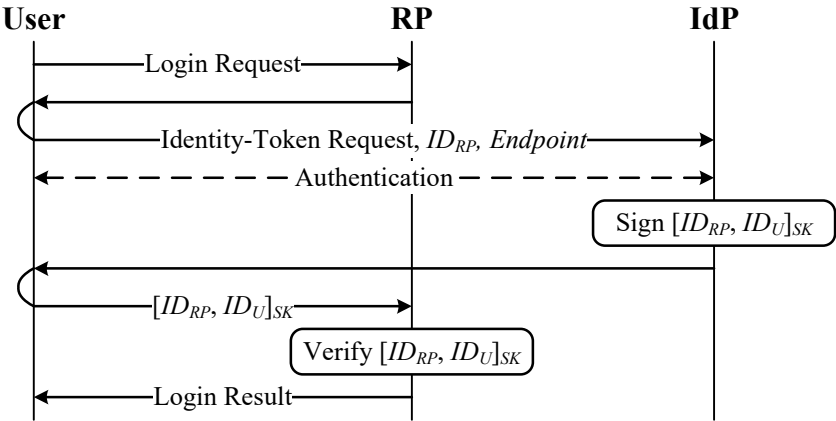 User RP IdP
Login Request
Identity-Token Request, ID_RP, Endpoint
Authentication
Sign [ID_RP, ID_U]_SK
[ID_RP, ID_U]_SK
Verify [ID_RP, ID_U]_SK
Login Result